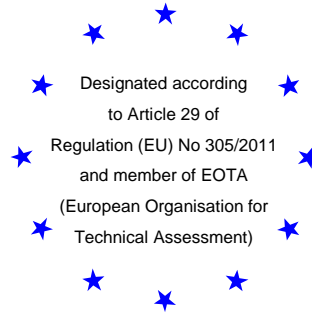 Designated according
to Article 29 of
Regulation (EU) No 305/2011
and member of EOTA
(European Organisation for
Technical Assessment)